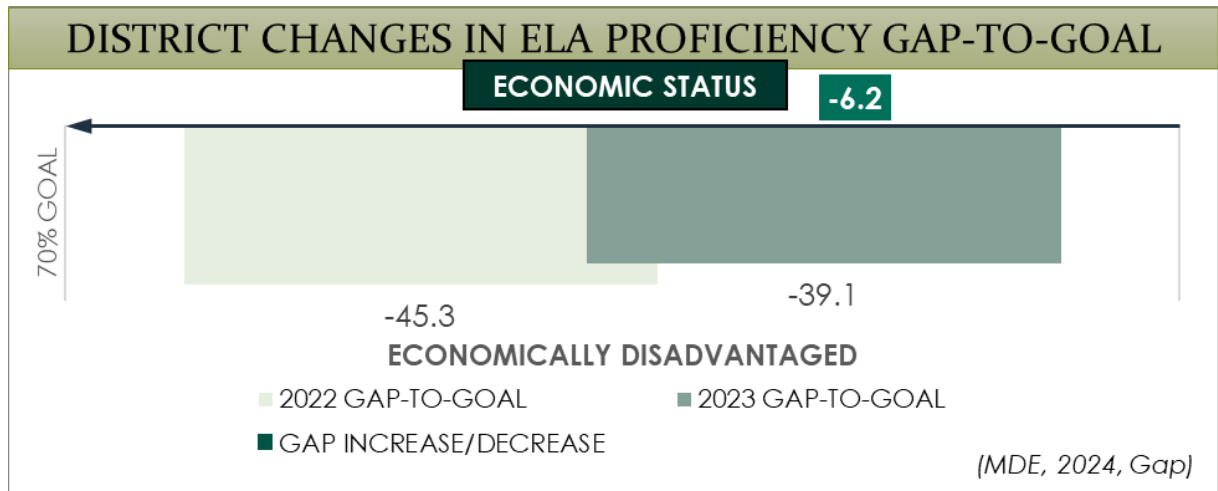 DISTRICT CHANGES IN ELA PROFICIENCY GAP-TO-GOAL
ECONOMIC STATUS
-6.2
70% GOAL
-45.3
-39.1
ECONOMICALLY DISADVANTAGED
2022 GAP-TO-GOAL
2023 GAP-TO-GOAL
GAP INCREASE/DECREASE
(MDE, 2024, Gap)